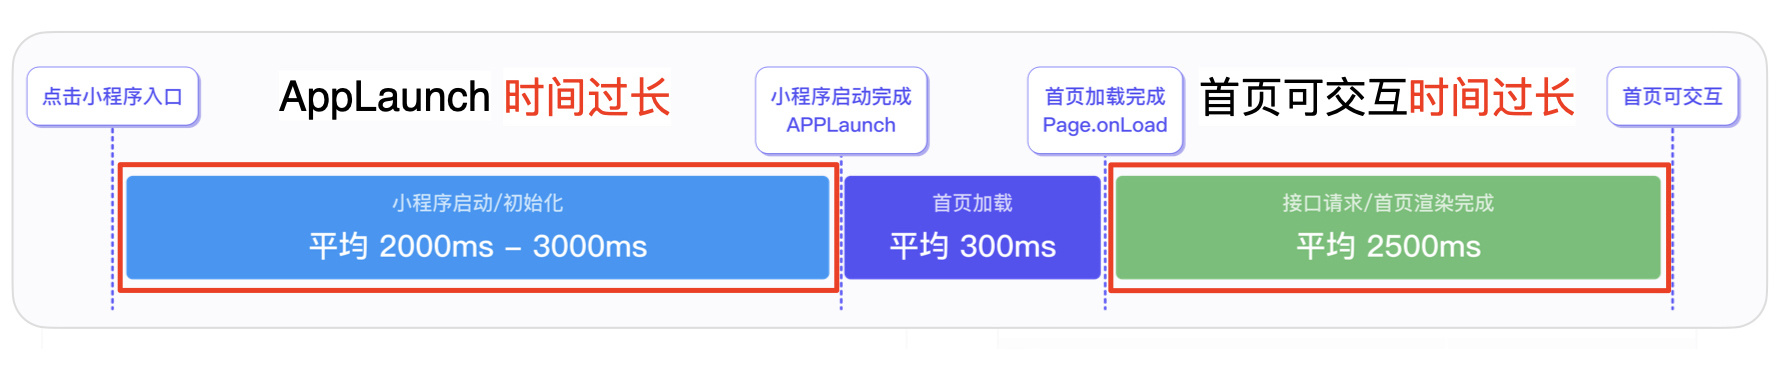 点击小程序入口
AppLaunch 时间过长
小程序启动完成
APPLaunch
首页加载完成
Page.onLoad
首页可交互时间过长
首页可交互
小程序启动/初始化
平均 2000ms – 3000ms
首页加载
平均 300ms
接口请求/首页渲染完成
平均 2500ms